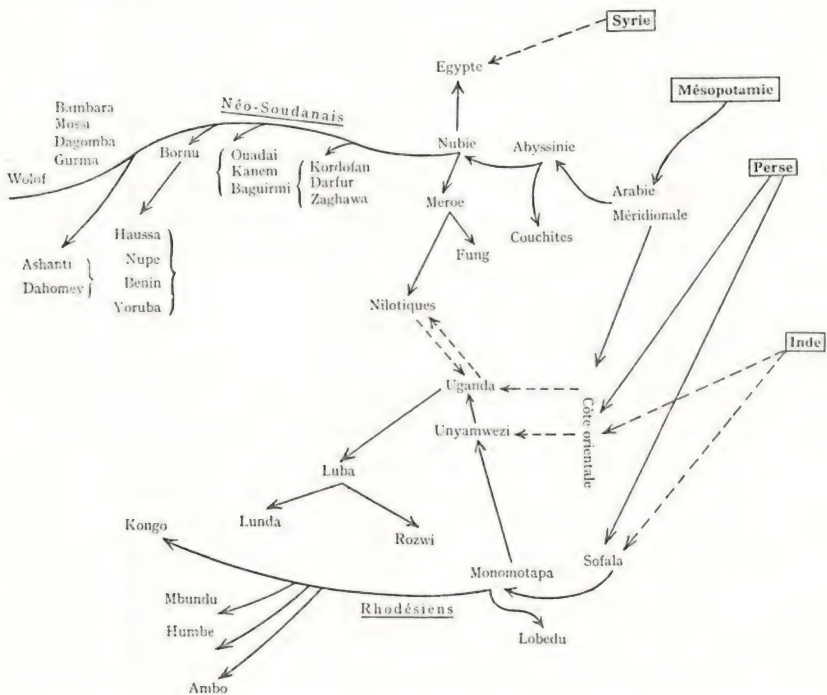 Syrie
Egypte
Mésopotamie
Bambara
Mossi
Dagomba
Gurma
Wolof
Néo-Soudanais
Bornu
Ouadai
Kanem
Baguirmi
Kordofan
Darfur
Zaghawa
Nubie
Abyssinie
Perse
Arabie
Méridionale
Meroe
Couchites
Fung
Haussa
Nupe
Benin
Yoruba
Ashanti
Dahomey
Nilotiques
Inde
Uganda
Côte orientale
Unyamwezi
Luba
Lunda
Rozwi
Kongo
Sofala
Monomotapa
Mbundu
Rhodésiens
Humbe
Lobedu
Ambo